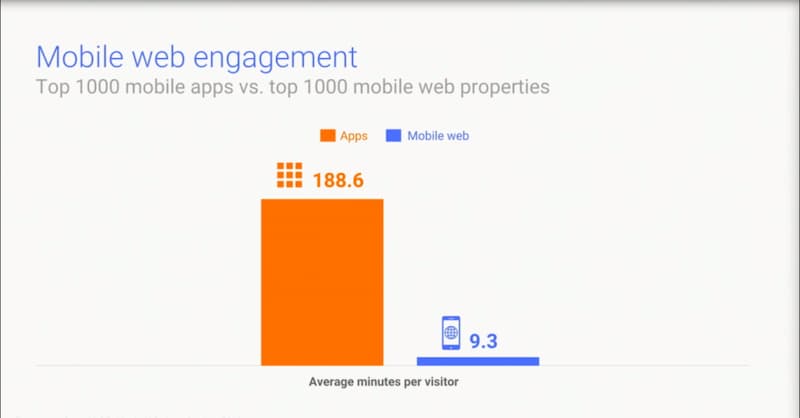 Mobile web engagement
Top 1000 mobile apps vs. top 1000 mobile web properties
Apps Mobile web
188.6
9.3
Average minutes per visitor